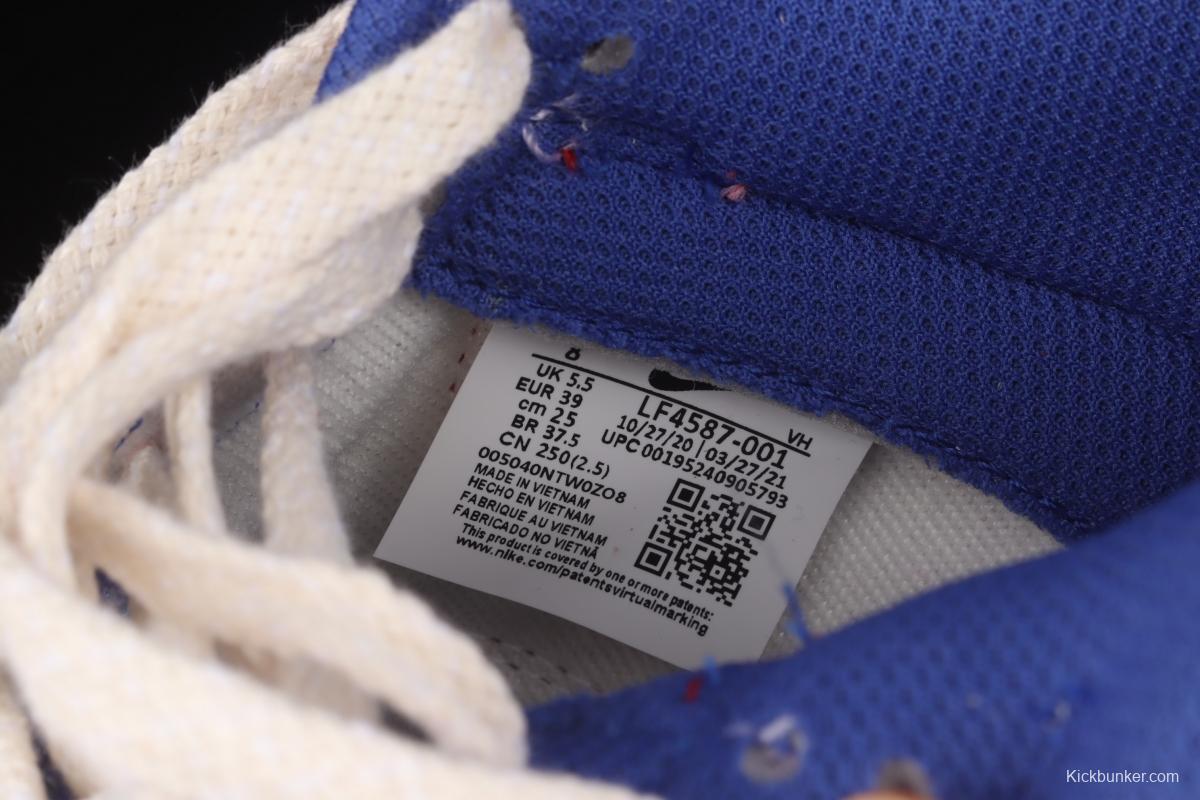 8
UK 5.5
EUR 39
cm 25
BR 37.5
CN 250(2.5)
VH
LF4587-001
10/27/20 | 03/27/21
UPC 00195240905793
005040NTW0ZO8
MADE IN VIETNAM
HECHO EN VIETNAM
FABRIQUE AU VIETNAM
FABRICADO NO VIETNÃ
This product is covered by one or more patents:
www.nike.com/patentsvirtualmarking
Kickbunker.com